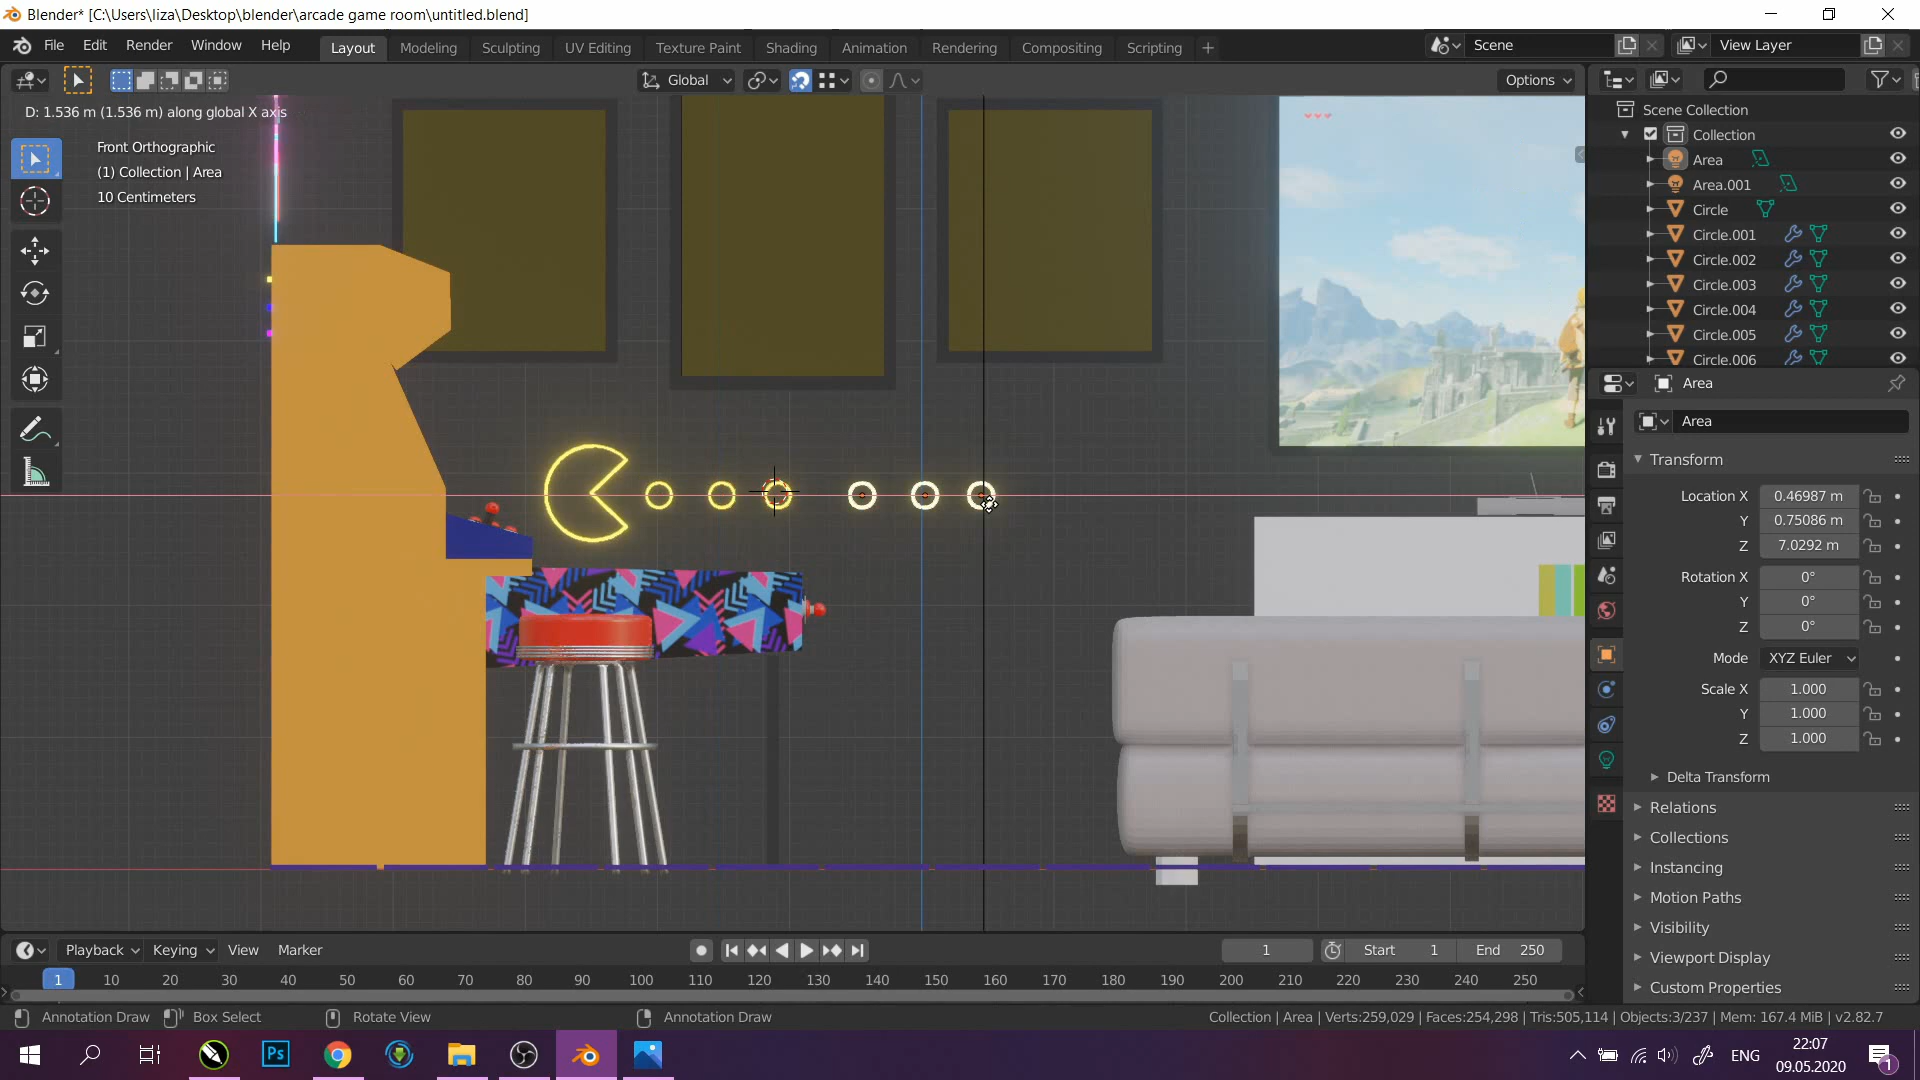 Blender* [C:\Users\liza\Desktop\blender\arcade game room\untitled.blend]
File Edit Render Window Help
Layout Modeling Sculpting UV Editing Texture Paint Shading Animation Rendering Compositing Scripting +
Scene
View Layer
Global
Options
D: 1.536 m (1.536 m) along global X axis
Front Orthographic
(1) Collection | Area
10 Centimeters
Scene Collection
Collection
Area
Area.001
Circle
Circle.001
Circle.002
Circle.003
Circle.004
Circle.005
Circle.006
Area
Area
Transform
Location X 0.46987 m
Y 0.75086 m
Z 7.0292 m
Rotation X 0°
Y 0°
Z 0°
Mode XYZ Euler
Scale X 1.000
Y 1.000
Z 1.000
Delta Transform
Relations
Collections
Instancing
Motion Paths
Visibility
Viewport Display
Custom Properties
Playback Keying View Marker
1 Start 1 End 250
1 10 20 30 40 50 60 70 80 90 100 110 120 130 140 150 160 170 180 190 200 210 220 230 240 250
Annotation Draw Box Select Rotate View Annotation Draw
Collection | Area | Verts:259,029 | Faces:254,298 | Tris:505,114 | Objects:3/237 | Mem: 167.4 MiB | v2.82.7
Ps
ENG
22:07
09.05.2020
1